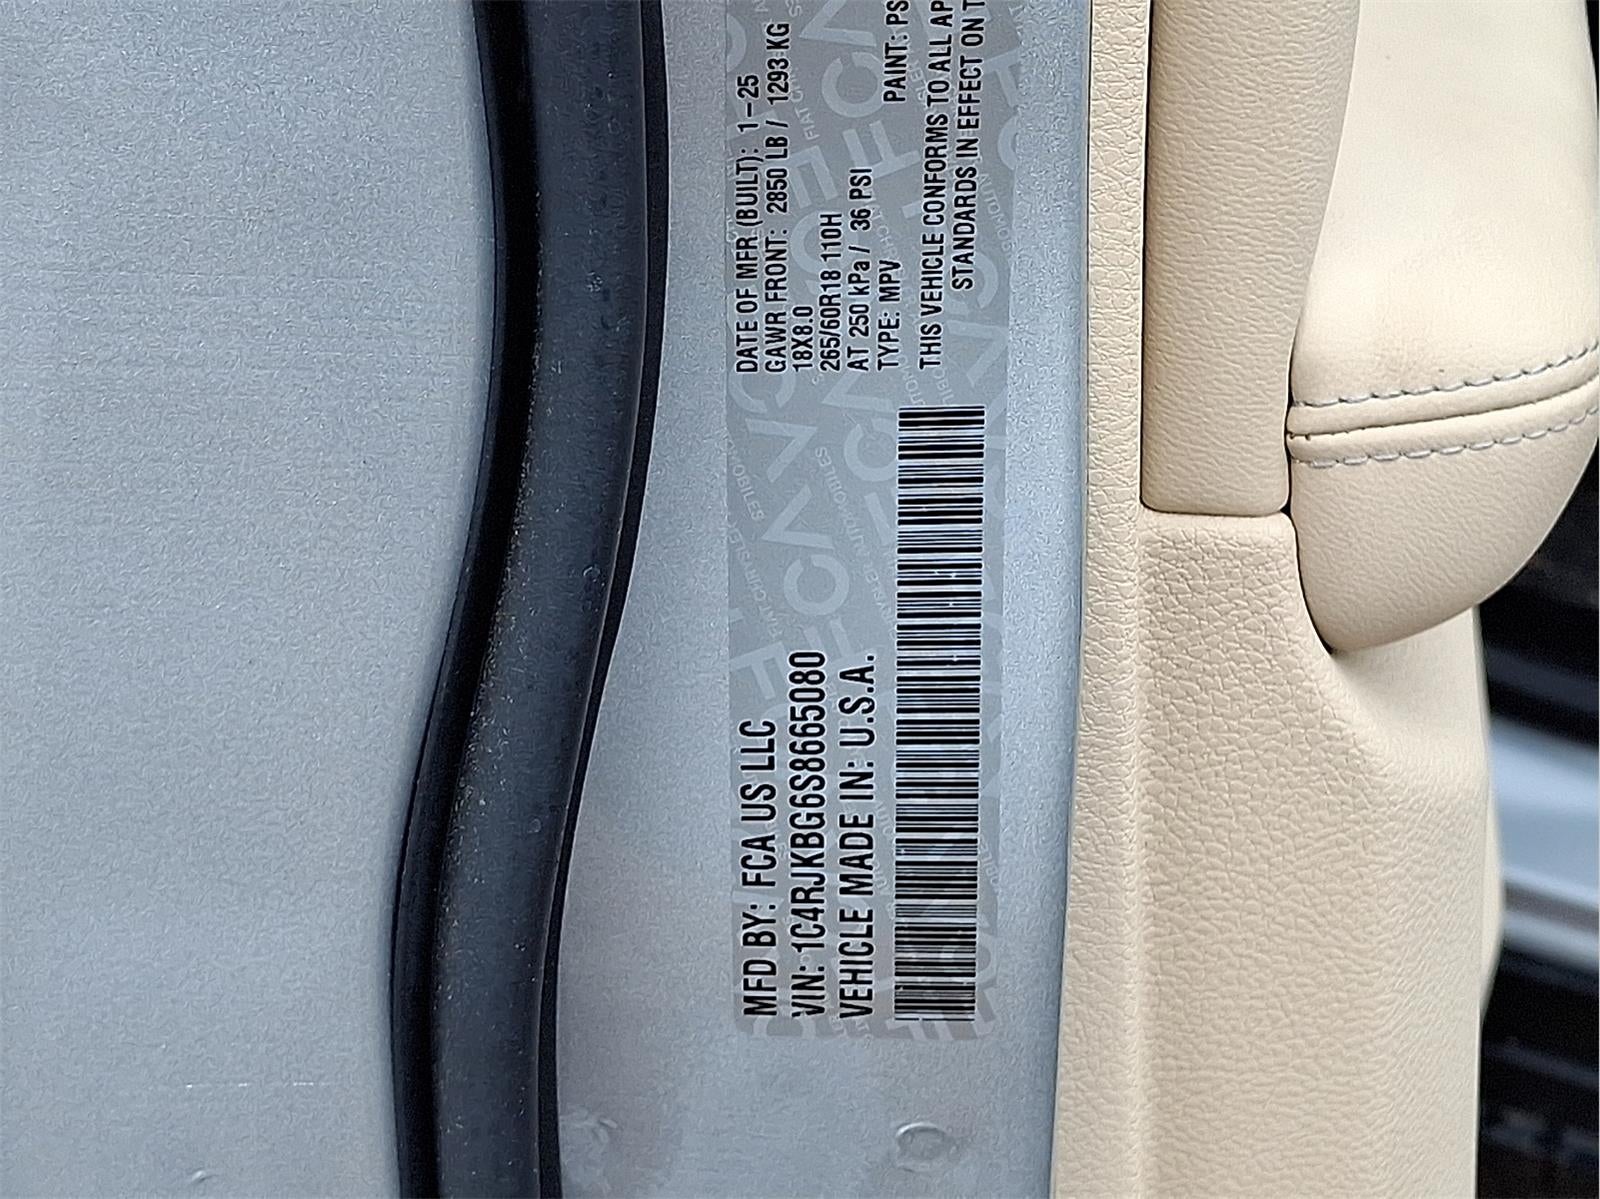 MFD BY: FCA US LLC
VIN: 1C4RJKBG6S8665080
VEHICLE MADE IN: U.S.A.
DATE OF MFR (BUILT): 1-25
GAWR FRONT: 2850 LB / 1293 KG
18X8.0
265/60R18 110H
AT 250 kPa / 36 PSI
TYPE: MPV PAINT: PS
THIS VEHICLE CONFORMS TO ALL AP
STANDARDS IN EFFECT ON T